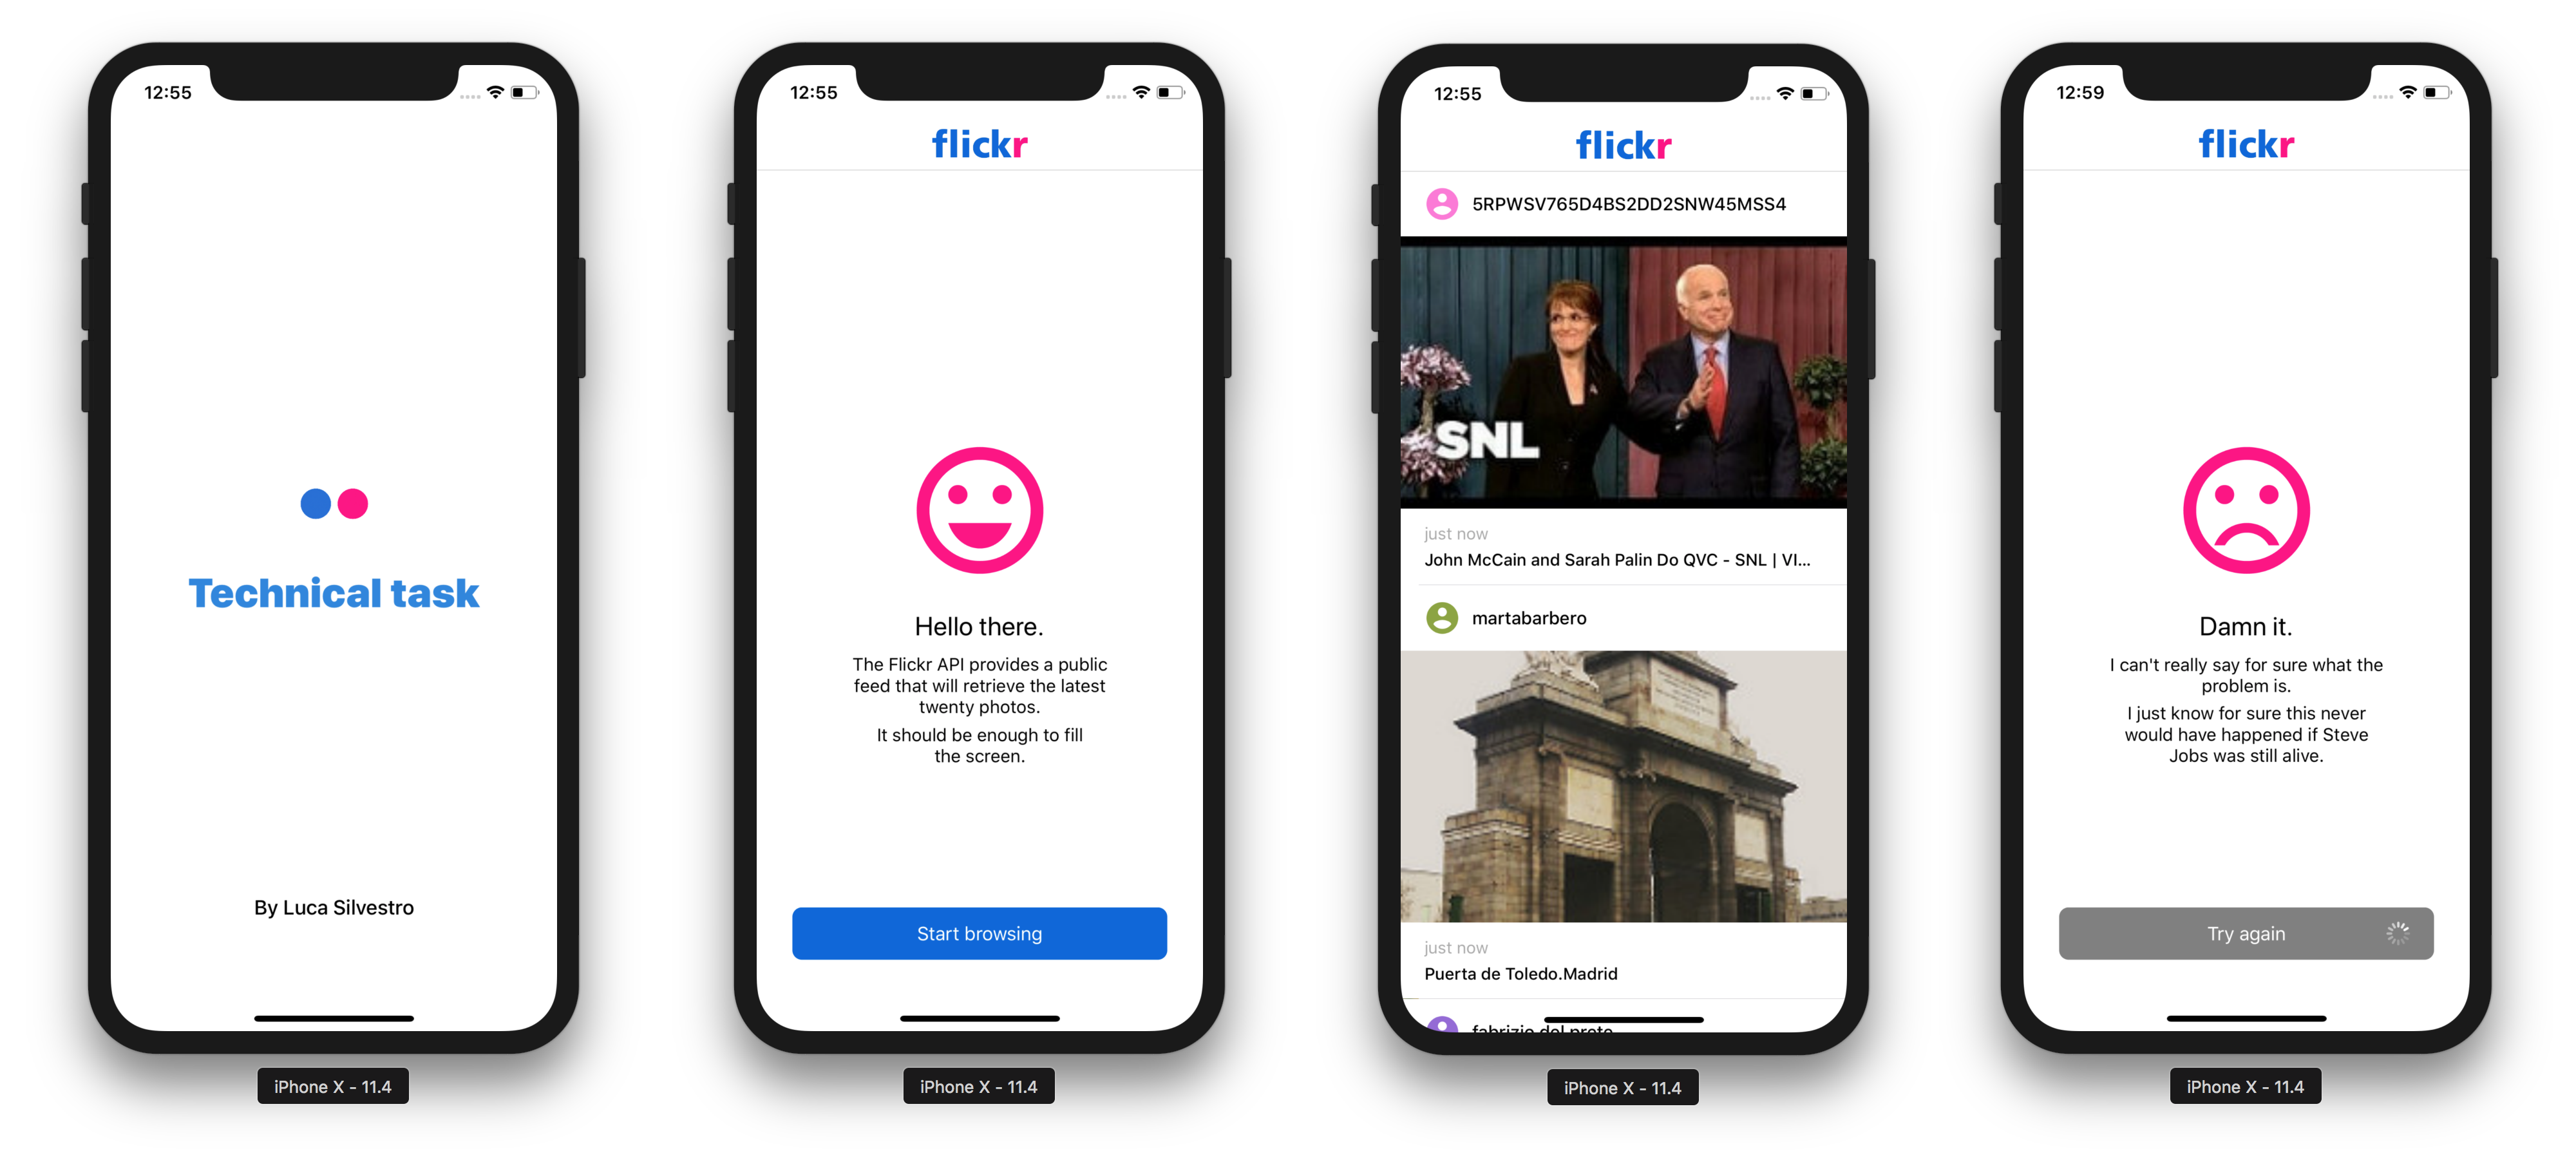 12:55
Technical task
By Luca Silvestro
iPhone X - 11.4
12:55
flickr
Hello there.
The Flickr API provides a public
feed that will retrieve the latest
twenty photos.
It should be enough to fill
the screen.
Start browsing
iPhone X - 11.4
12:55
flickr
5RPWSV765D4BS2DD2SNW45MSS4
SNL
just now
John McCain and Sarah Palin Do QVC - SNL | VI...
martabarbero
just now
Puerta de Toledo.Madrid
fabrizio del prete
iPhone X - 11.4
12:59
flickr
Damn it.
I can't really say for sure what the
problem is.
I just know for sure this never
would have happened if Steve
Jobs was still alive.
Try again
iPhone X - 11.4